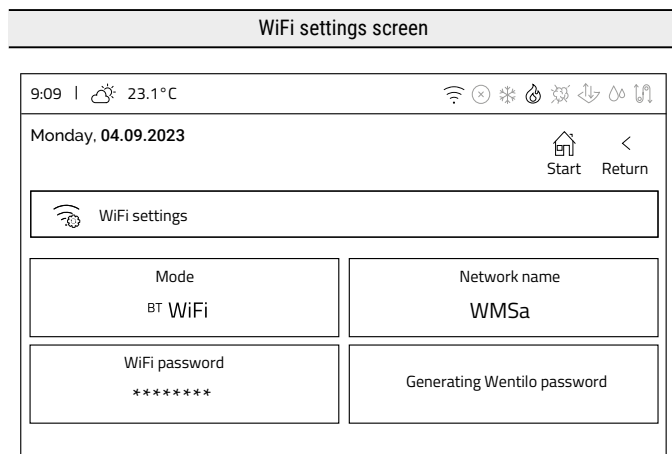 WiFi settings screen
9:09 | 23.1°C
Monday, 04.09.2023
Start Return
WiFi settings
Mode
BT WiFi
Network name
WMSa
WiFi password
********
Generating Wentilo password